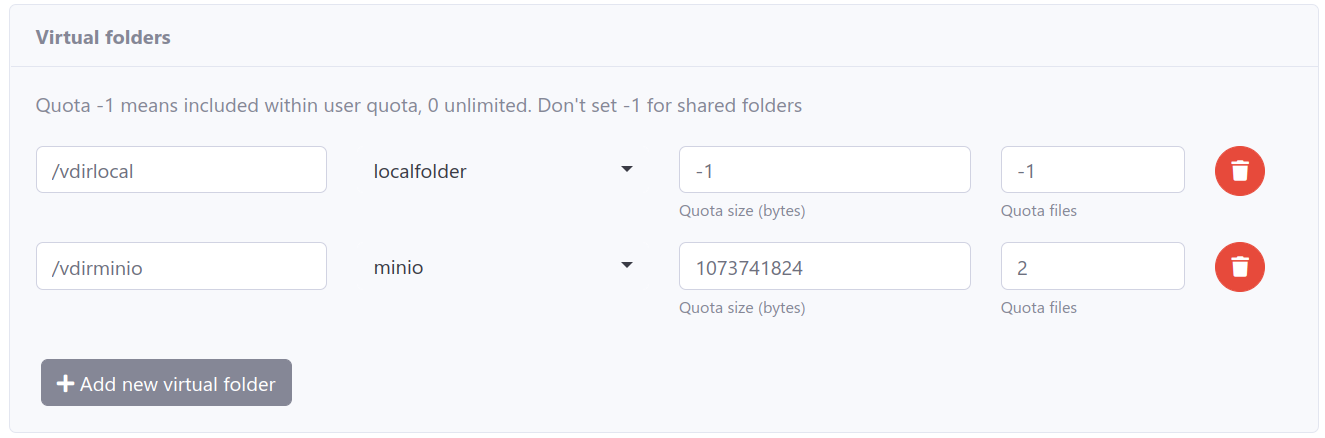 Virtual folders
Quota -1 means included within user quota, 0 unlimited. Don't set -1 for shared folders
/vdirlocal localfolder -1 -1
Quota size (bytes) Quota files
/vdirminio minio 1073741824 2
Quota size (bytes) Quota files
Add new virtual folder